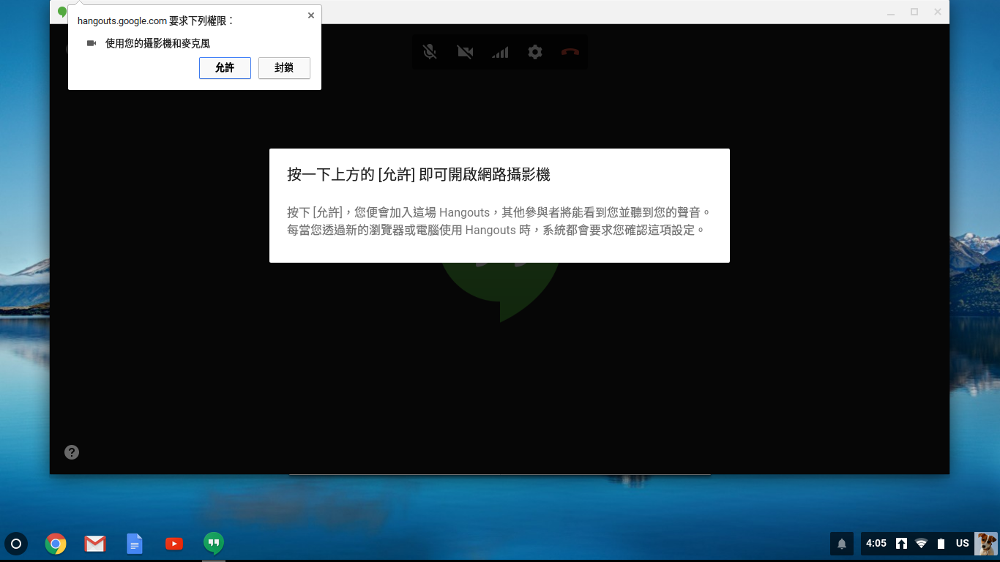 hangouts.google.com 要求下列權限：
使用您的攝影機和麥克風
允許
封鎖
按一下上方的 [允許] 即可開啟網路攝影機
按下 [允許]，您便會加入這場 Hangouts，其他參與者將能看到您並聽到您的聲音。
每當您透過新的瀏覽器或電腦使用 Hangouts 時，系統都會要求您確認這項設定。
4:05
US